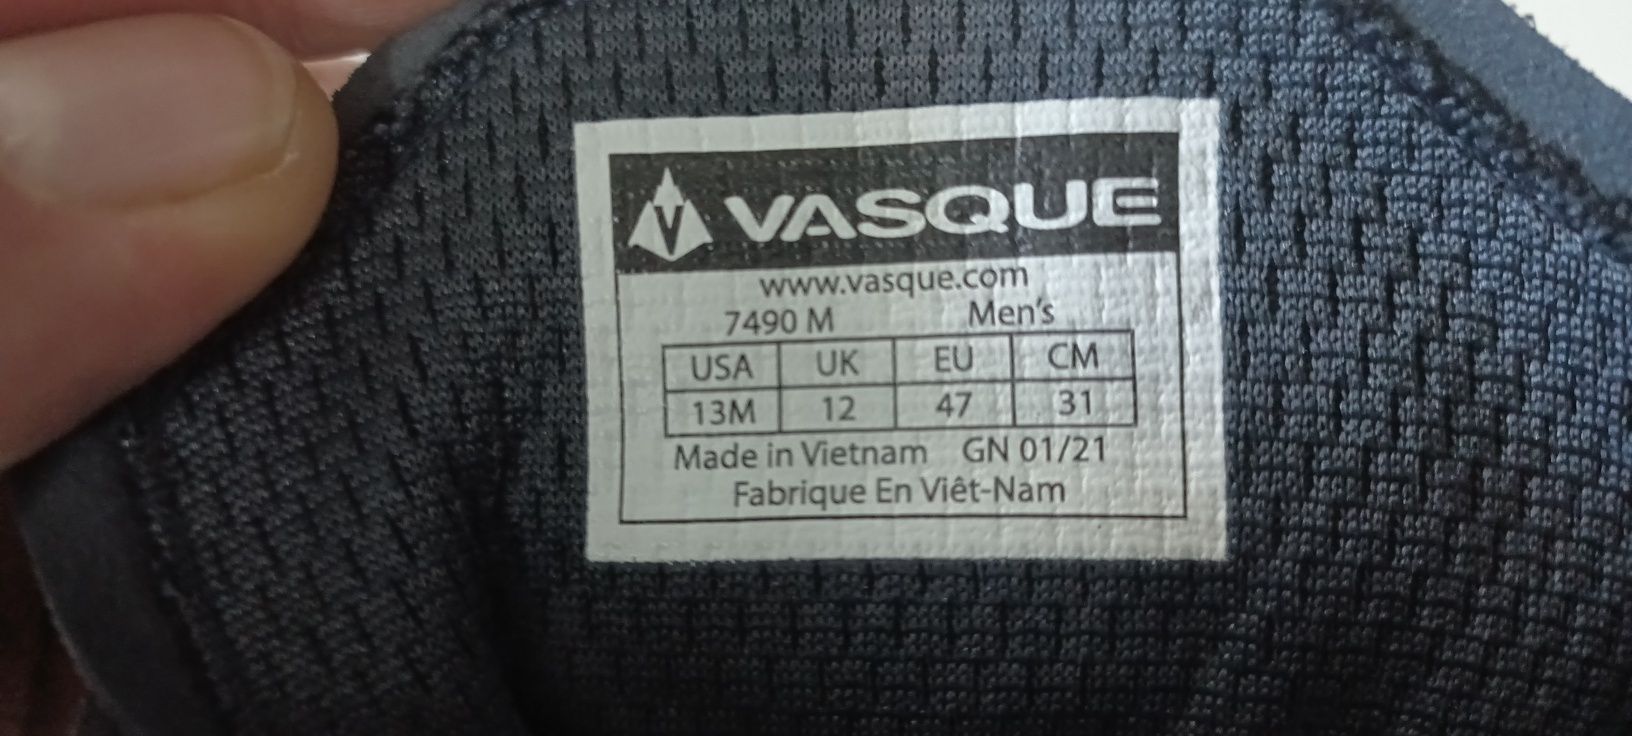 V VASQUE
www.vasque.com
7490 M Men's
USA UK EU CM
13M 12 47 31
Made in Vietnam GN 01/21
Fabrique En Viêt-Nam